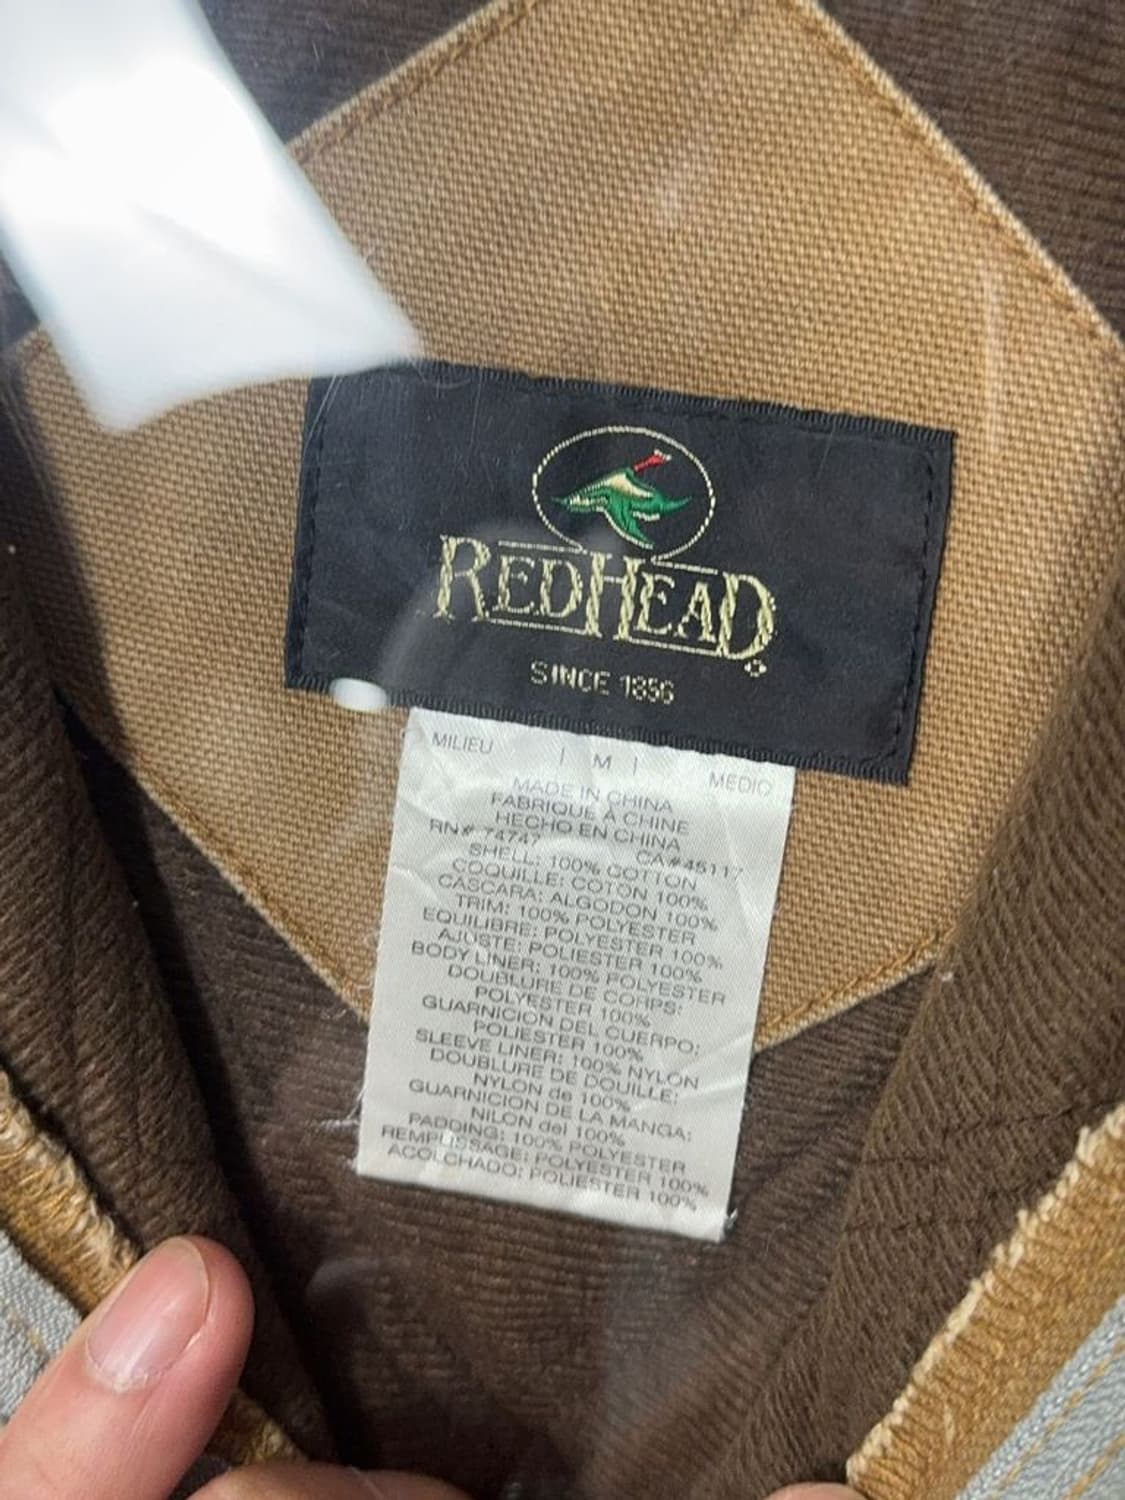 REDHEAD
SINCE 1856
MILIEU | M | MEDIO
MADE IN CHINA
FABRIQUE À CHINE
HECHO EN CHINA
RN# 74747 CA#45117
SHELL: 100% COTTON
COQUILLE: COTON 100%
CASCARA: ALGODON 100%
TRIM: 100% POLYESTER
EQUILIBRE: POLYESTER 100%
AJUSTE: POLIESTER 100%
BODY LINER: 100% POLYESTER
DOUBLURE DE CORPS:
POLYESTER 100%
GUARNICION DEL CUERPO:
POLIESTER 100%
SLEEVE LINER: 100% NYLON
DOUBLURE DE DOUILLE:
NYLON de 100%
GUARNICION DE LA MANGA:
NILON del 100%
PADDING: 100% POLYESTER
REMPLISSAGE: POLYESTER 100%
ACOLCHADO: POLIESTER 100%